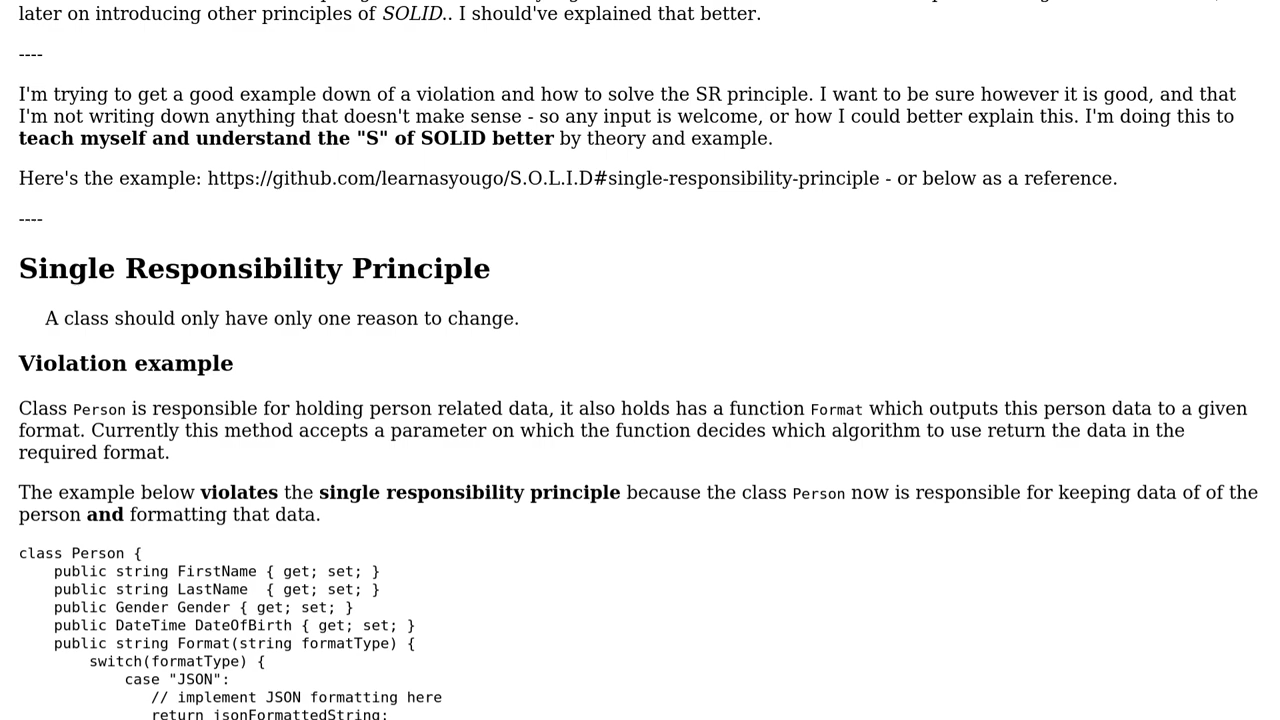 later on introducing other principles of SOLID.. I should've explained that better.
----
I'm trying to get a good example down of a violation and how to solve the SR principle. I want to be sure however it is good, and that
I'm not writing down anything that doesn't make sense - so any input is welcome, or how I could better explain this. I'm doing this to
teach myself and understand the "S" of SOLID better by theory and example.
Here's the example: https://github.com/learnasyougo/S.O.L.I.D#single-responsibility-principle - or below as a reference.
----
Single Responsibility Principle
A class should only have only one reason to change.
Violation example
Class Person is responsible for holding person related data, it also holds has a function Format which outputs this person data to a given
format. Currently this method accepts a parameter on which the function decides which algorithm to use return the data in the
required format.
The example below violates the single responsibility principle because the class Person now is responsible for keeping data of of the
person and formatting that data.
class Person {
    public string FirstName { get; set; }
    public string LastName  { get; set; }
    public Gender Gender { get; set; }
    public DateTime DateOfBirth { get; set; }
    public string Format(string formatType) {
        switch(formatType) {
            case "JSON":
               // implement JSON formatting here
               return jsonFormattedString;